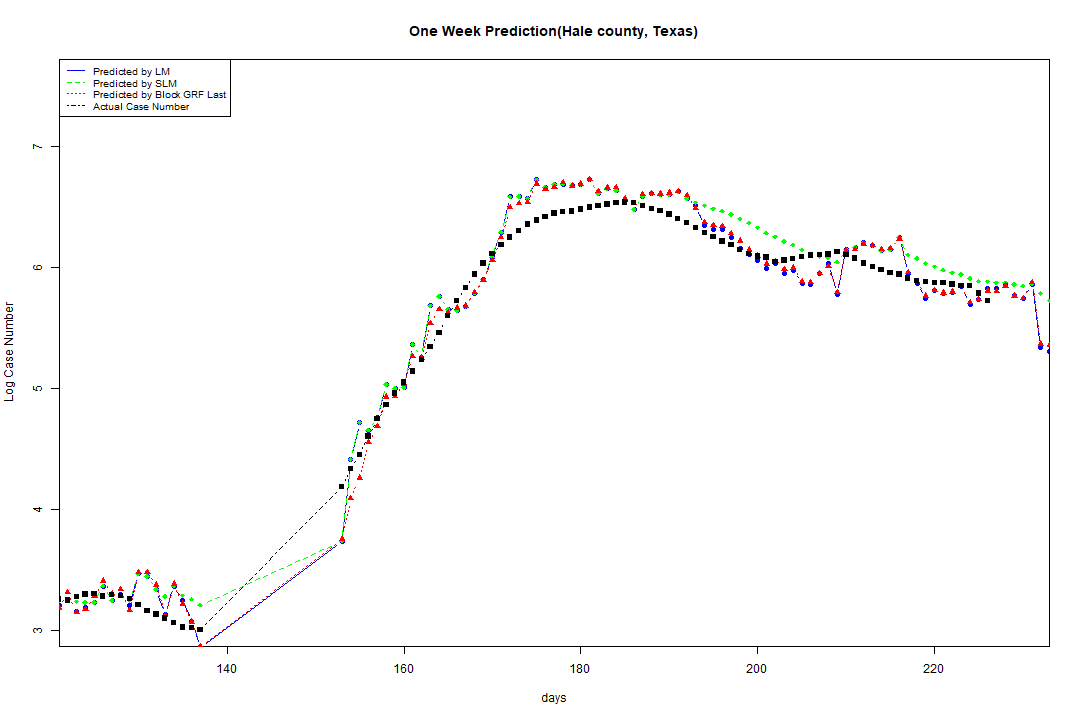 One Week Prediction(Hale county, Texas)
Predicted by LM
Predicted by SLM
Predicted by Block GRF Last
Actual Case Number
7
6
5
4
3
Log Case Number
140
160
180
200
220
days